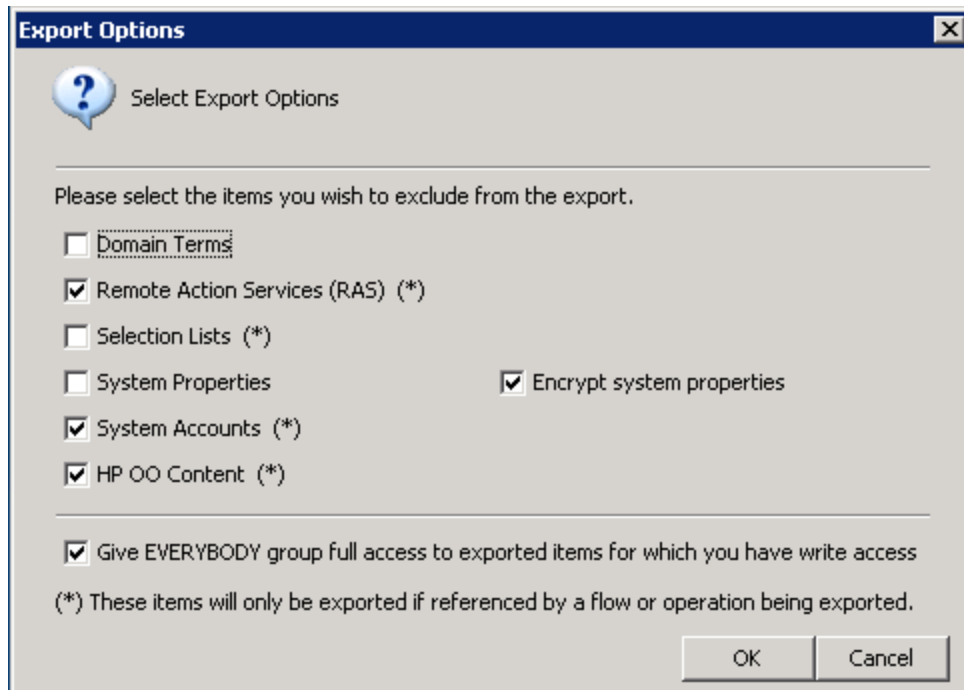 Export Options
Select Export Options
Please select the items you wish to exclude from the export.
Domain Terms
Remote Action Services (RAS) (*)
Selection Lists (*)
System Properties
Encrypt system properties
System Accounts (*)
HP OO Content (*)
Give EVERYBODY group full access to exported items for which you have write access
(*) These items will only be exported if referenced by a flow or operation being exported.
OK
Cancel